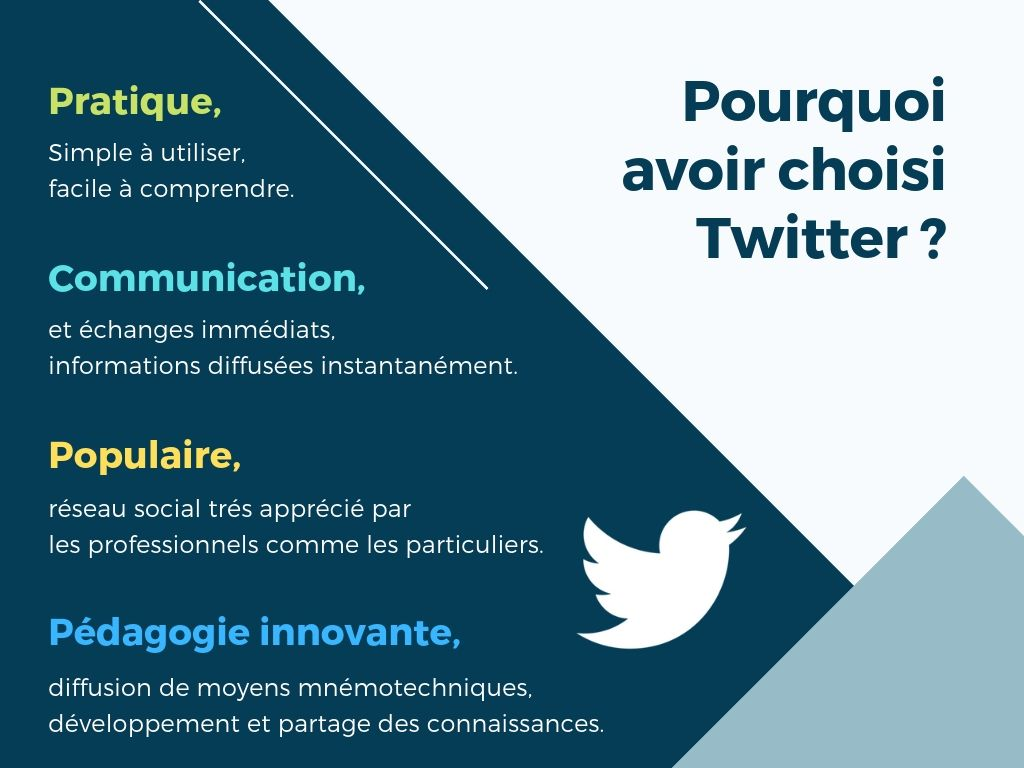 Pourquoi
avoir choisi
Twitter ?
Pratique,
Simple à utiliser,
facile à comprendre.
Communication,
et échanges immédiats,
informations diffusées instantanément.
Populaire,
réseau social trés apprécié par
les professionnels comme les particuliers.
Pédagogie innovante,
diffusion de moyens mnémotechniques,
développement et partage des connaissances.